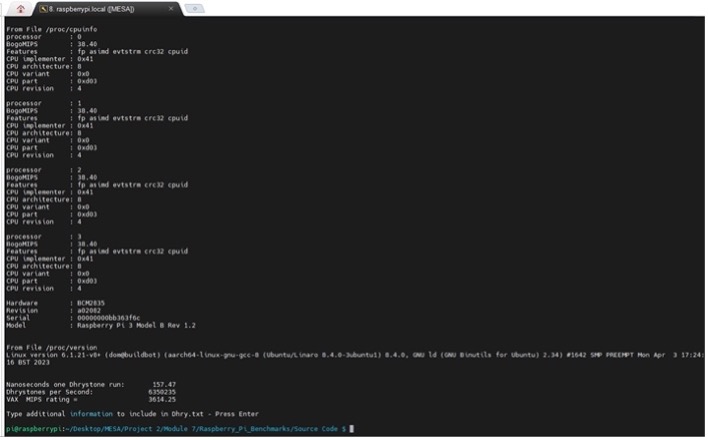 8. raspberrypi.local ([MESA])
From File /proc/cpuinfo
processor : 0
BogoMIPS : 38.40
Features : fp asimd evtstrm crc32 cpuid
CPU implementer : 0x41
CPU architecture: 8
CPU variant : 0x0
CPU part : 0xd03
CPU revision : 4
processor : 1
BogoMIPS : 38.40
Features : fp asimd evtstrm crc32 cpuid
CPU implementer : 0x41
CPU architecture: 8
CPU variant : 0x0
CPU part : 0xd03
CPU revision : 4
processor : 2
BogoMIPS : 38.40
Features : fp asimd evtstrm crc32 cpuid
CPU implementer : 0x41
CPU architecture: 8
CPU variant : 0x0
CPU part : 0xd03
CPU revision : 4
processor : 3
BogoMIPS : 38.40
Features : fp asimd evtstrm crc32 cpuid
CPU implementer : 0x41
CPU architecture: 8
CPU variant : 0x0
CPU part : 0xd03
CPU revision : 4
Hardware : BCM2835
Revision : a02082
Serial : 00000000bb363f6c
Model : Raspberry Pi 3 Model B Rev 1.2
From File /proc/version
Linux version 6.1.21-v8+ (dom@buildbot) (aarch64-linux-gnu-gcc-8 (Ubuntu/Linaro 8.4.0-3ubuntu1) 8.4.0, GNU ld (GNU Binutils for Ubuntu) 2.34) #1642 SMP PREEMPT Mon Apr 3 17:24:
16 BST 2023
Nanoseconds one Dhrystone run: 157.47
Dhrystones per Second: 6350235
VAX MIPS rating = 3614.25
Type additional information to include in Dhry.txt - Press Enter
pi@raspberrypi:~/Desktop/MESA/Project 2/Module 7/Raspberry_Pi_Benchmarks/Source Code $